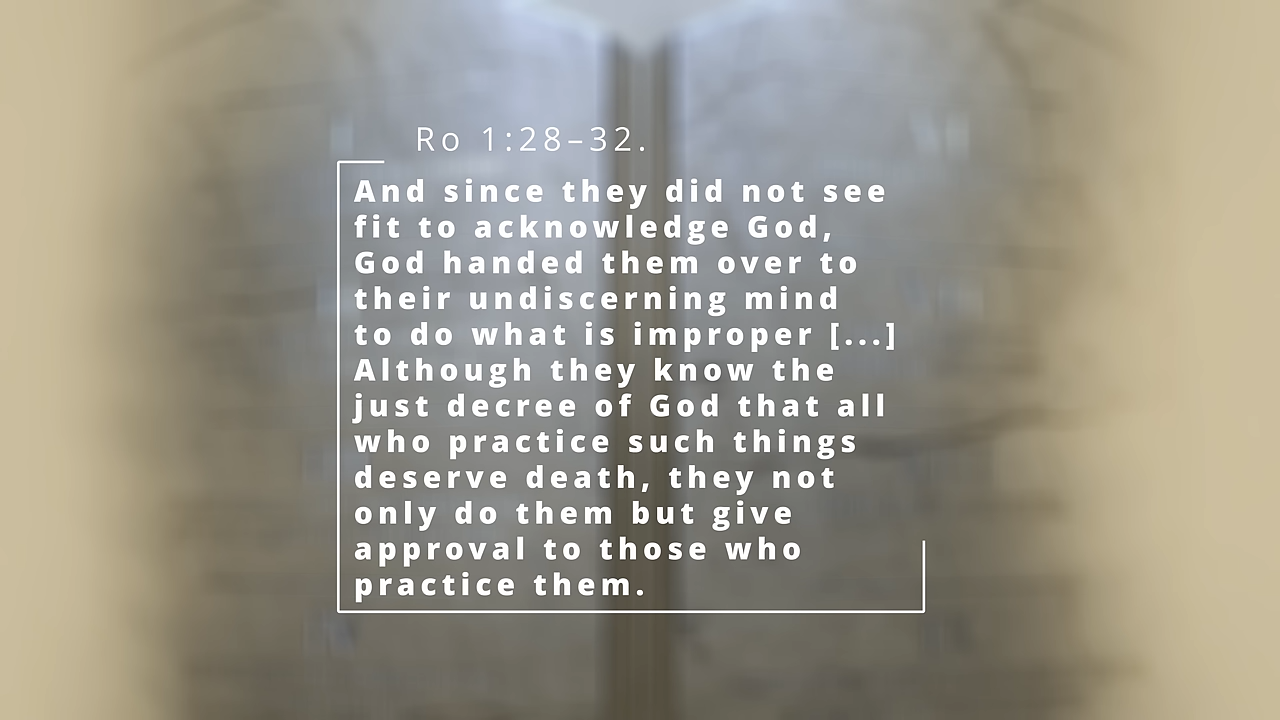 Ro 1:28–32.
And since they did not see
fit to acknowledge God,
God handed them over to
their undiscerning mind
to do what is improper [...]
Although they know the
just decree of God that all
who practice such things
deserve death, they not
only do them but give
approval to those who
practice them.